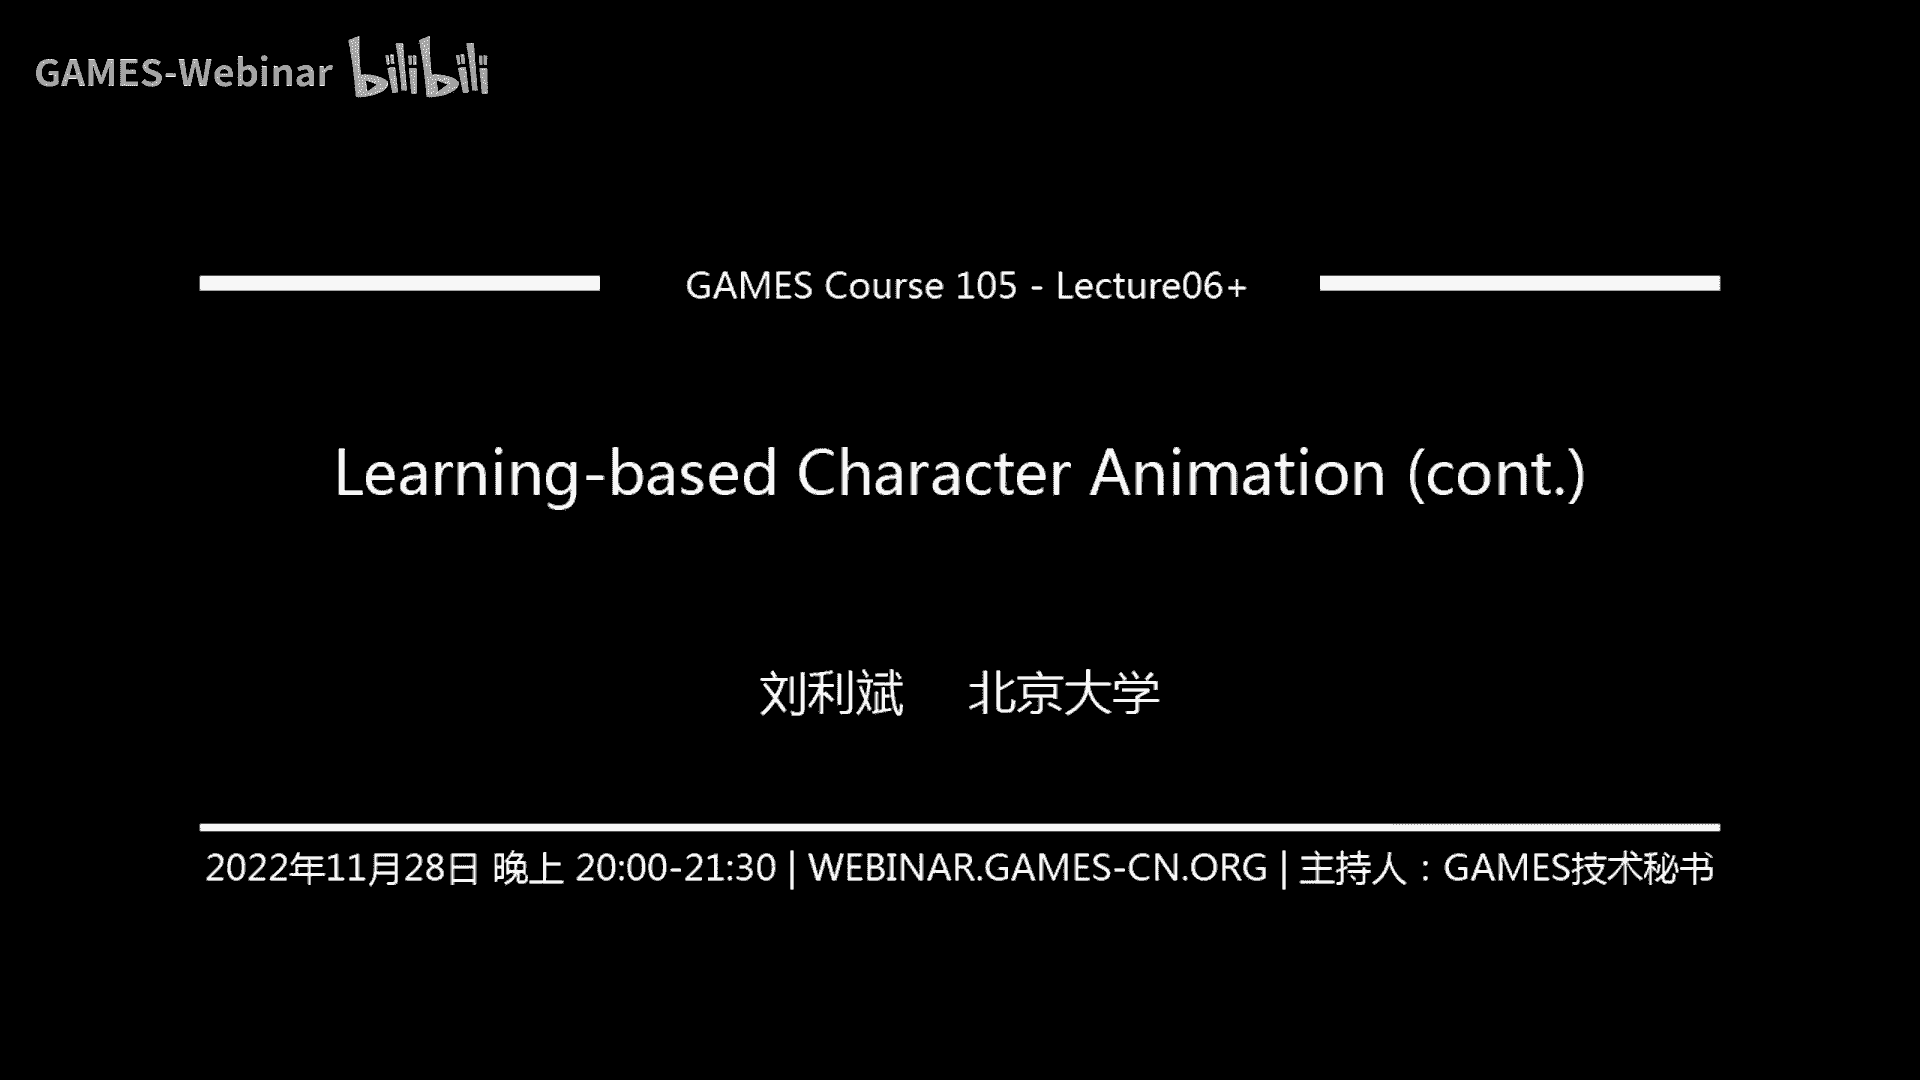 GAMES-Webinar bilibili
GAMES Course 105 - Lecture06+
Learning-based Character Animation (cont.)
刘利斌 北京大学
2022年11月28日 晚上 20:00-21:30 | WEBINAR.GAMES-CN.ORG | 主持人：GAMES技术秘书